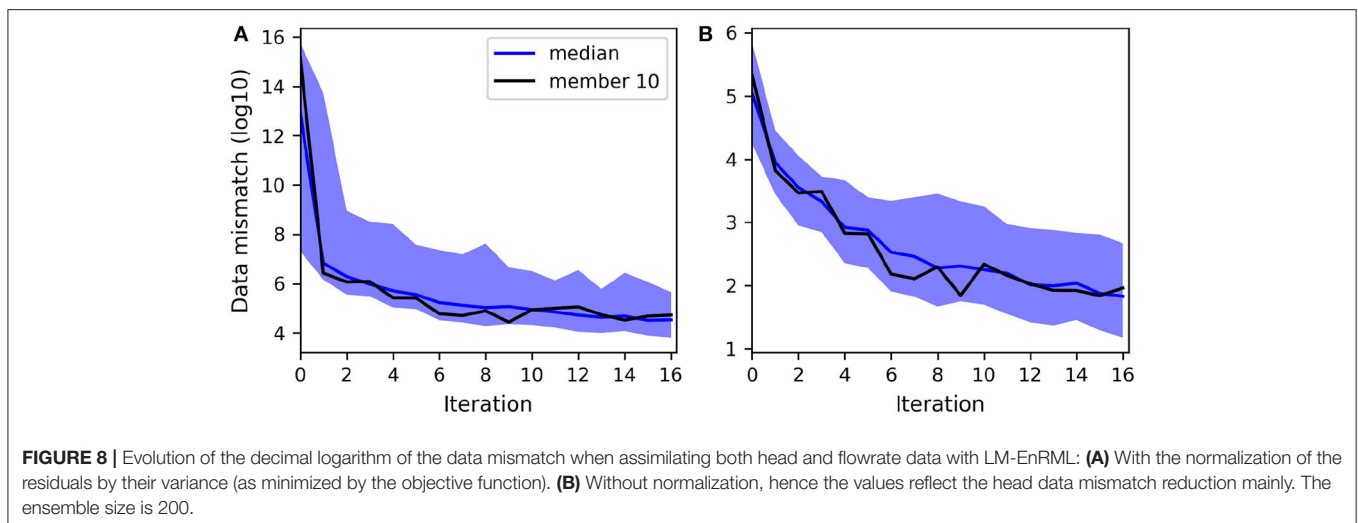 A
16
14
12
10
8
6
4
Data mismatch (log10)
0 2 4 6 8 10 12 14 16
Iteration
median
member 10
B
6
5
4
3
2
1
0 2 4 6 8 10 12 14 16
Iteration
FIGURE 8 | Evolution of the decimal logarithm of the data mismatch when assimilating both head and flowrate data with LM-EnRML: (A) With the normalization of the
residuals by their variance (as minimized by the objective function). (B) Without normalization, hence the values reflect the head data mismatch reduction mainly. The
ensemble size is 200.